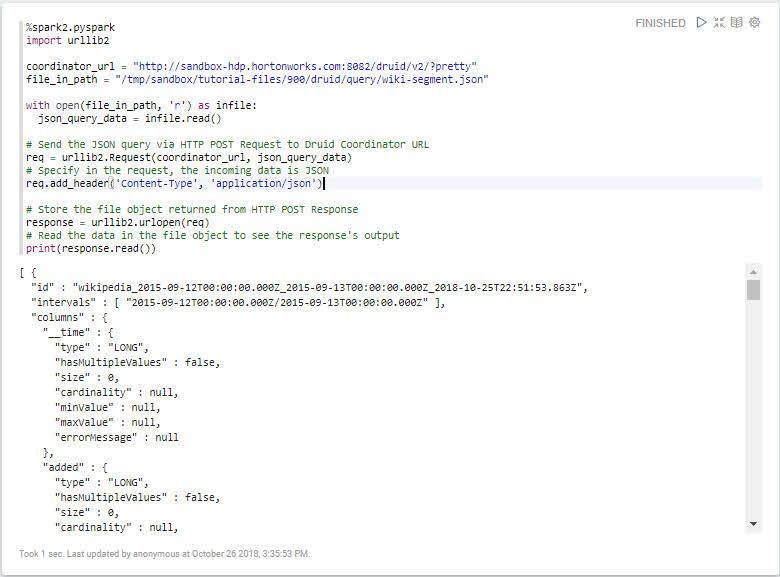 FINISHED
%spark2.pyspark
import urllib2
coordinator_url = "http://sandbox-hdp.hortonworks.com:8082/druid/v2/?pretty"
file_in_path = "/tmp/sandbox/tutorial-files/900/druid/query/wiki-segment.json"
with open(file_in_path, 'r') as infile:
  json_query_data = infile.read()
# Send the JSON query via HTTP POST Request to Druid Coordinator URL
req = urllib2.Request(coordinator_url, json_query_data)
# Specify in the request, the incoming data is JSON
req.add_header('Content-Type', 'application/json')
# Store the file object returned from HTTP POST Response
response = urllib2.urlopen(req)
# Read the data in the file object to see the response's output
print(response.read())
[ {
  "id" : "wikipedia_2015-09-12T00:00:00.000Z_2015-09-13T00:00:00.000Z_2018-10-25T22:51:53.863Z",
  "intervals" : [ "2015-09-12T00:00:00.000Z/2015-09-13T00:00:00.000Z" ],
  "columns" : {
    "__time" : {
      "type" : "LONG",
      "hasMultipleValues" : false,
      "size" : 0,
      "cardinality" : null,
      "minValue" : null,
      "maxValue" : null,
      "errorMessage" : null
    },
    "added" : {
      "type" : "LONG",
      "hasMultipleValues" : false,
      "size" : 0,
      "cardinality" : null,
Took 1 sec. Last updated by anonymous at October 26 2018, 3:35:53 PM.